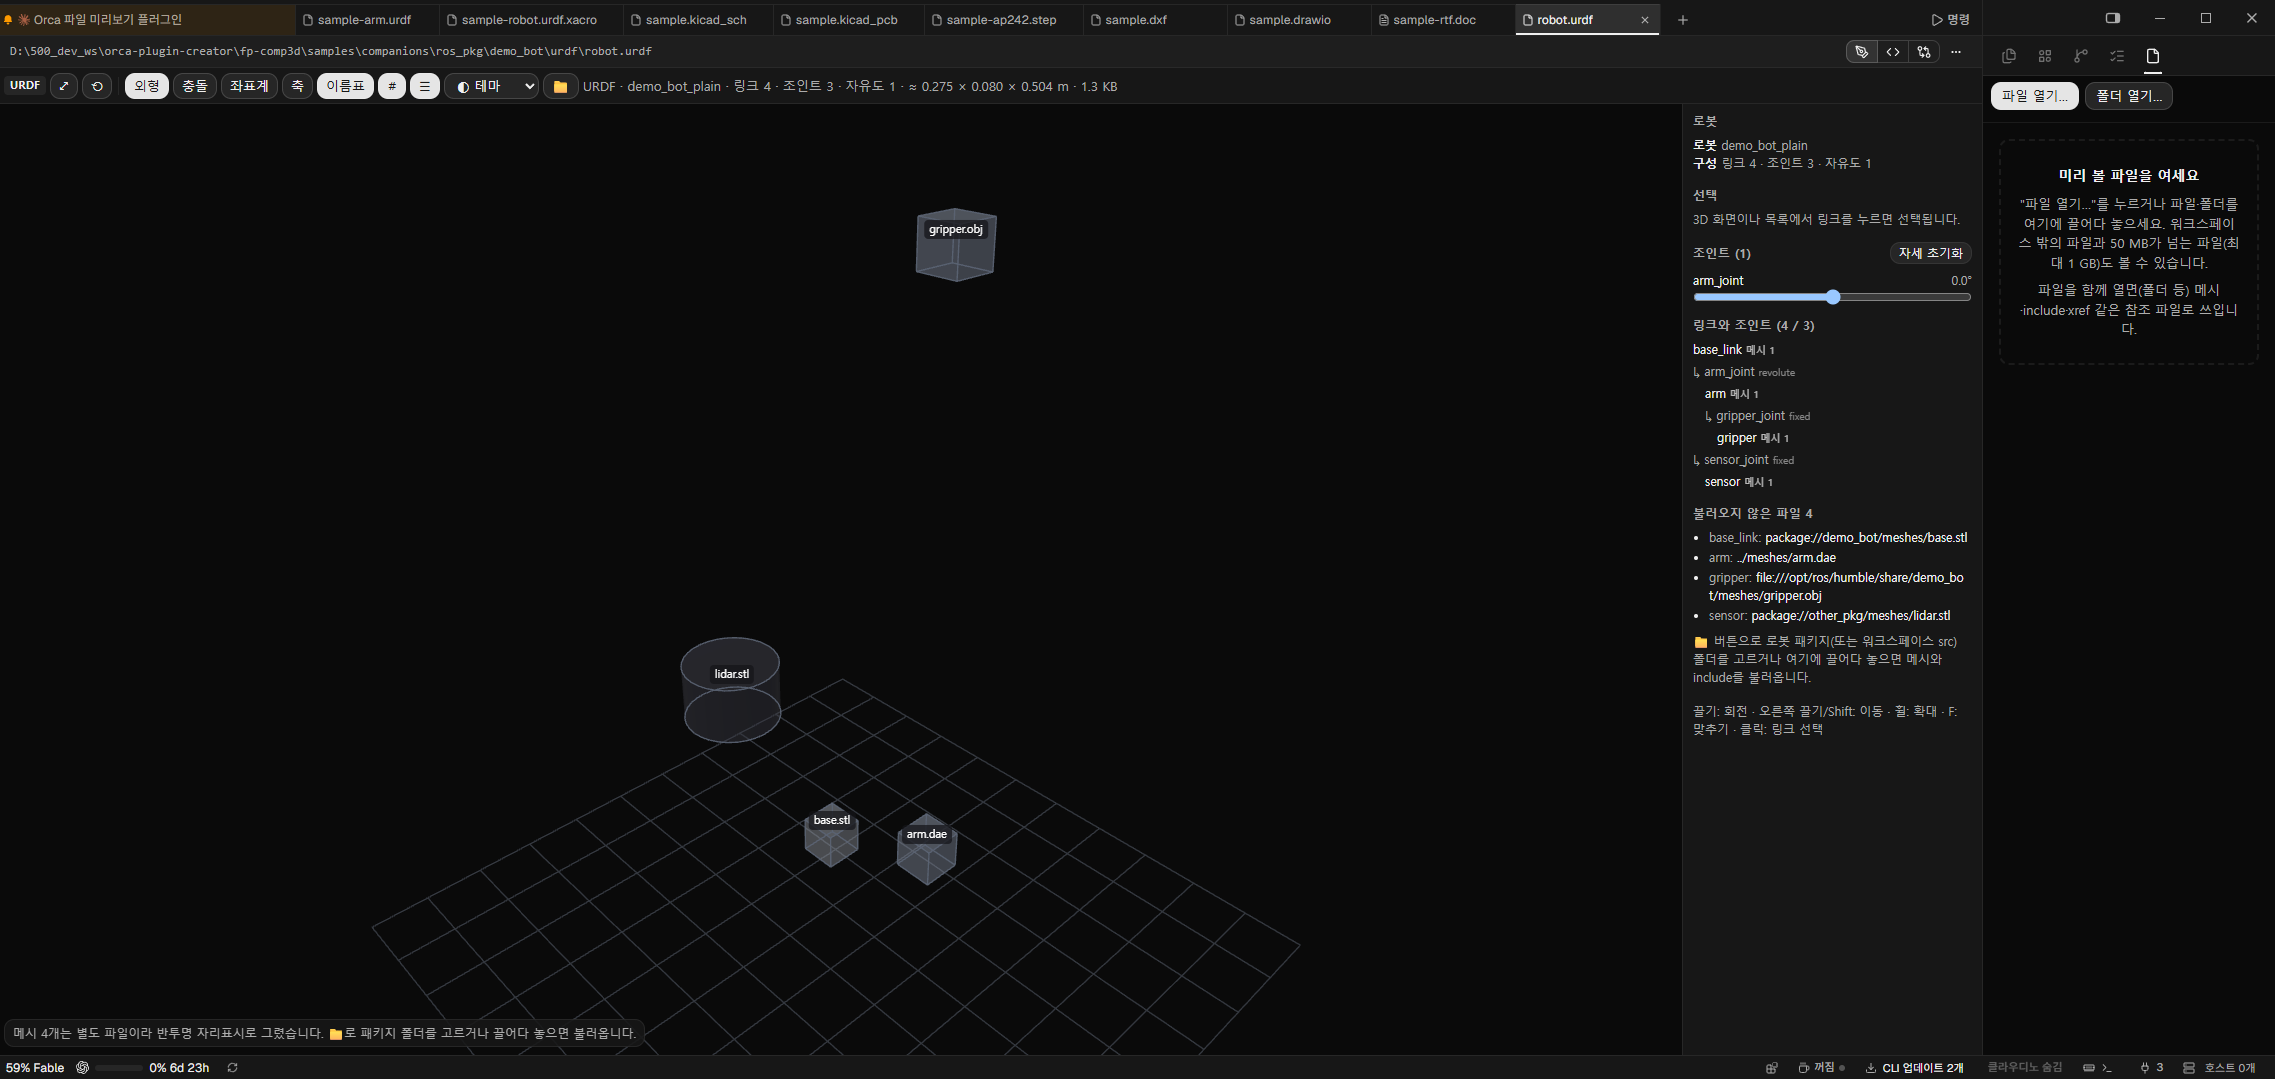 Orca 파일 미리보기 플러그인
sample-arm.urdf
sample-robot.urdf.xacro
sample.kicad_sch
sample.kicad_pcb
sample-ap242.step
sample.dxf
sample.drawio
sample-rtf.doc
robot.urdf
명령
D:\500_dev_ws\orca-plugin-creator\fp-comp3d\samples\companions\ros_pkg\demo_bot\urdf\robot.urdf
URDF
외형
충돌
좌표계
축
이름표
#
테마
URDF · demo_bot_plain · 링크 4 · 조인트 3 · 자유도 1 · ≈ 0.275 × 0.080 × 0.504 m · 1.3 KB
gripper.obj
lidar.stl
base.stl
arm.dae
메시 4개는 별도 파일이라 반투명 자리표시로 그렸습니다. 📁로 패키지 폴더를 고르거나 끌어다 놓으면 불러옵니다.
로봇
로봇 demo_bot_plain
구성 링크 4 · 조인트 3 · 자유도 1
선택
3D 화면이나 목록에서 링크를 누르면 선택됩니다.
조인트 (1)
자세 초기화
arm_joint
0.0°
링크와 조인트 (4 / 3)
base_link 메시 1
↳ arm_joint revolute
arm 메시 1
↳ gripper_joint fixed
gripper 메시 1
↳ sensor_joint fixed
sensor 메시 1
불러오지 않은 파일 4
• base_link: package://demo_bot/meshes/base.stl
• arm: ../meshes/arm.dae
• gripper: file:///opt/ros/humble/share/demo_bo
t/meshes/gripper.obj
• sensor: package://other_pkg/meshes/lidar.stl
📁 버튼으로 로봇 패키지(또는 워크스페이스 src)
폴더를 고르거나 여기에 끌어다 놓으면 메시와
include를 불러옵니다.
끌기: 회전 · 오른쪽 끌기/Shift: 이동 · 휠: 확대 · F:
맞추기 · 클릭: 링크 선택
파일 열기...
폴더 열기...
미리 볼 파일을 여세요
"파일 열기..."를 누르거나 파일·폴더를
여기에 끌어다 놓으세요. 워크스페이
스 밖의 파일과 50 MB가 넘는 파일(최
대 1 GB)도 볼 수 있습니다.
파일을 함께 열면(폴더 등) 메시
·include·xref 같은 참조 파일로 쓰입니
다.
59% Fable
0% 6d 23h
꺼짐
CLI 업데이트 2개
클라우디노 숨김
3
호스트 0개